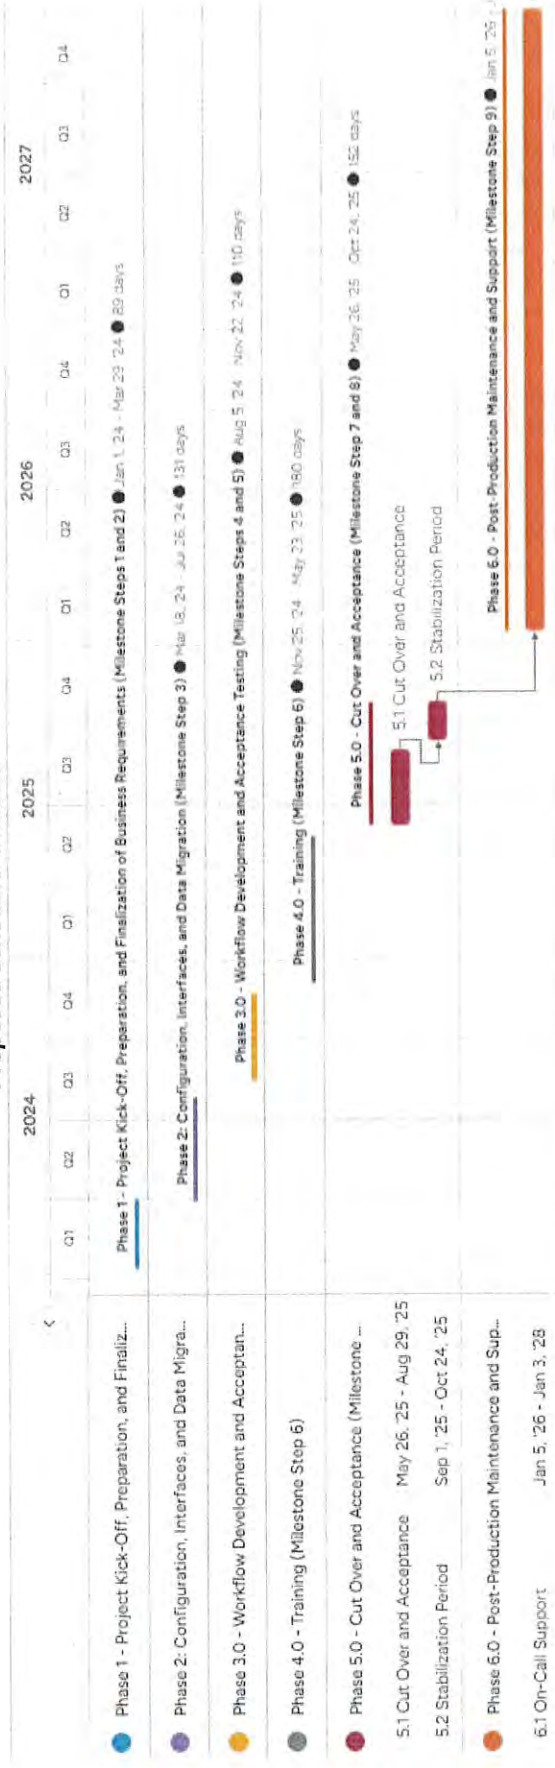 2024 2025 2026 2027
Q1 Q2 Q3 Q4 Q1 Q2 Q3 Q4 Q1 Q2 Q3 Q4 Q1 Q2 Q3 Q4
Phase 1 - Project Kick-Off, Preparation, and Finaliz...
Phase 1 - Project Kick-Off, Preparation, and Finalization of Business Requirements (Milestone Steps 1 and 2) ● Jan 1, '24 - Mar 29 '24 ● 89 days
Phase 2: Configuration, Interfaces, and Data Migra...
Phase 2: Configuration, Interfaces, and Data Migration (Milestone Step 3) ● Mar 18, 24 - Jul 26, 24 ● 131 days
Phase 3.0 - Workflow Development and Acceptan...
Phase 3.0 - Workflow Development and Acceptance Testing (Milestone Steps 4 and 5) ● Aug 5 '24 Nov 22 '24 ● 110 days
Phase 4.0 - Training (Milestone Step 6)
Phase 4.0 - Training (Milestone Step 6) ● Nov 25, 24 May 23 '25 ● 180 days
Phase 5.0 - Cut Over and Acceptance (Milestone ...
Phase 5.0 - Cut Over and Acceptance (Milestone Step 7 and 8) ● May 26, '25 Oct 24, '25 ● 152 days
5.1 Cut Over and Acceptance May 26, '25 - Aug 29, '25
5.1 Cut Over and Acceptance
5.2 Stabilization Period Sep 1, '25 - Oct 24, '25
5.2 Stabilization Period
Phase 6.0 - Post-Production Maintenance and Sup...
Phase 6.0 - Post-Production Maintenance and Support (Milestone Step 9) ● Jan 5, '26 -
6.1 On-Call Support Jan 5, '26 - Jan 3, '28